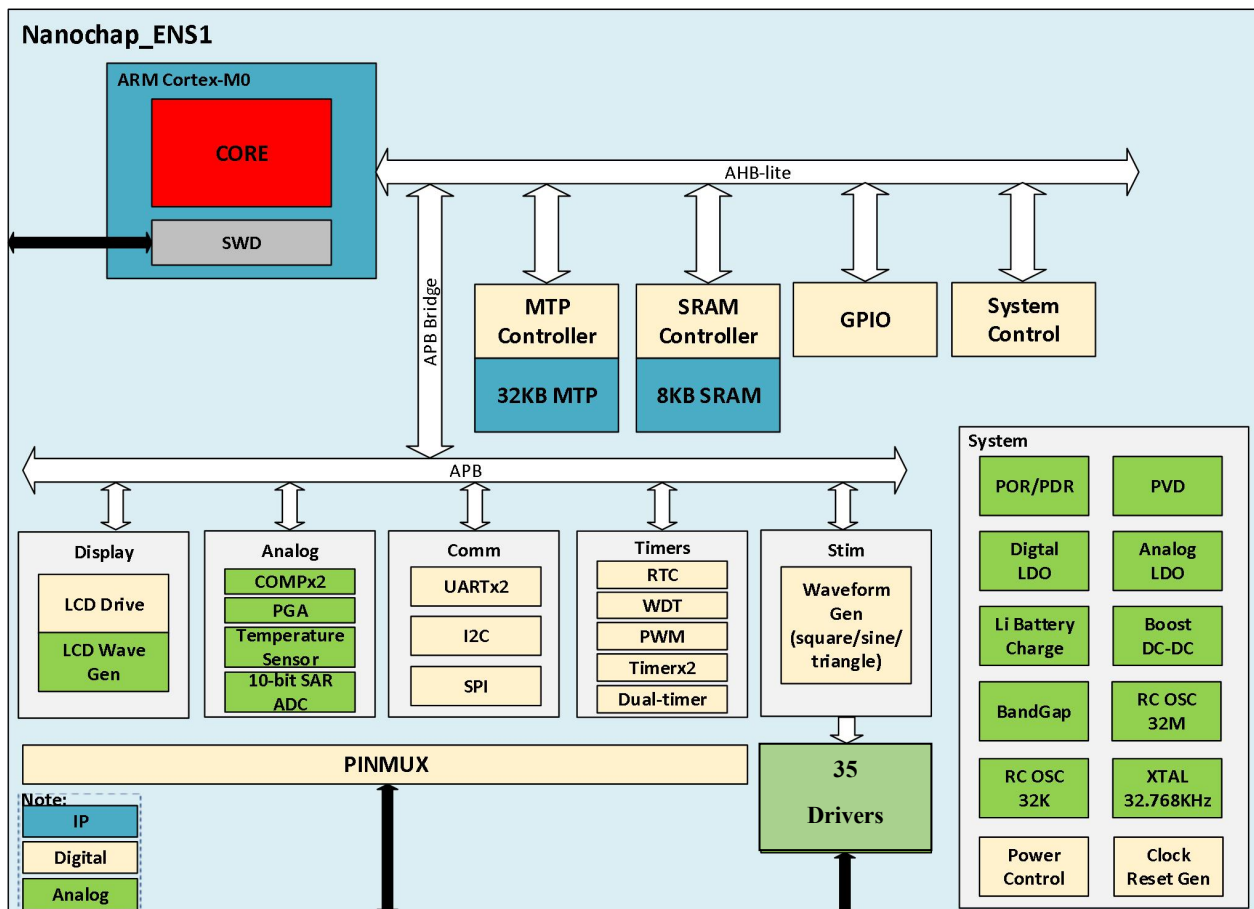 Nanochap_ENS1
ARM Cortex-M0
CORE
SWD
AHB-lite
APB Bridge
MTP
Controller
32KB MTP
SRAM
Controller
8KB SRAM
GPIO
System
Control
APB
Display
LCD Drive
LCD Wave
Gen
Analog
COMPx2
PGA
Temperature
Sensor
10-bit SAR
ADC
Comm
UARTx2
I2C
SPI
Timers
RTC
WDT
PWM
Timerx2
Dual-timer
Stim
Waveform
Gen
(square/sine/
triangle)
35
Drivers
PINMUX
System
POR/PDR
PVD
Digtal
LDO
Analog
LDO
Li Battery
Charge
Boost
DC-DC
BandGap
RC OSC
32M
RC OSC
32K
XTAL
32.768KHz
Power
Control
Clock
Reset Gen
Note:
IP
Digital
Analog